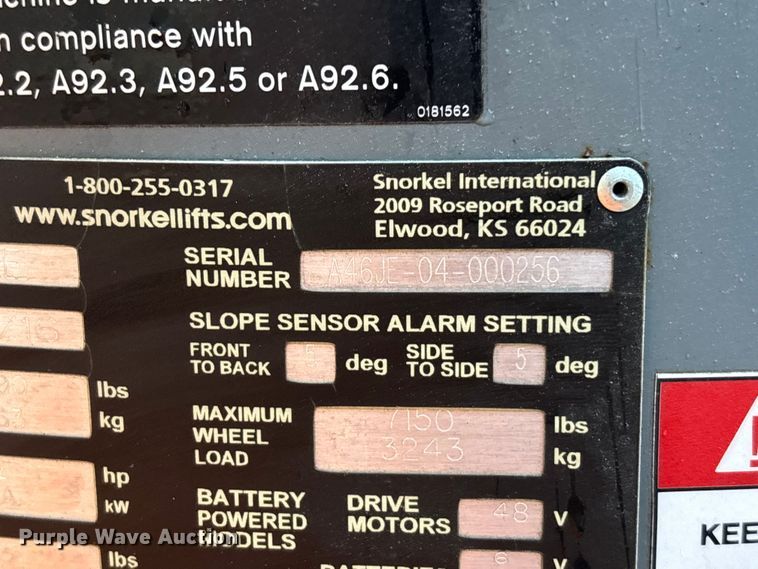 n compliance with
2.2, A92.3, A92.5 or A92.6.
0181562
1-800-255-0317
www.snorkellifts.com
Snorkel International
2009 Roseport Road
Elwood, KS 66024
SERIAL
NUMBER
A46JE-04-000256
SLOPE SENSOR ALARM SETTING
FRONT
TO BACK
5
deg
SIDE
TO SIDE
5
deg
lbs
kg
MAXIMUM
WHEEL
LOAD
7150
3243
lbs
kg
hp
kW
BATTERY
POWERED
MODELS
DRIVE
MOTORS
48
V
6
V
lbs
KEE
Purple Wave Auction